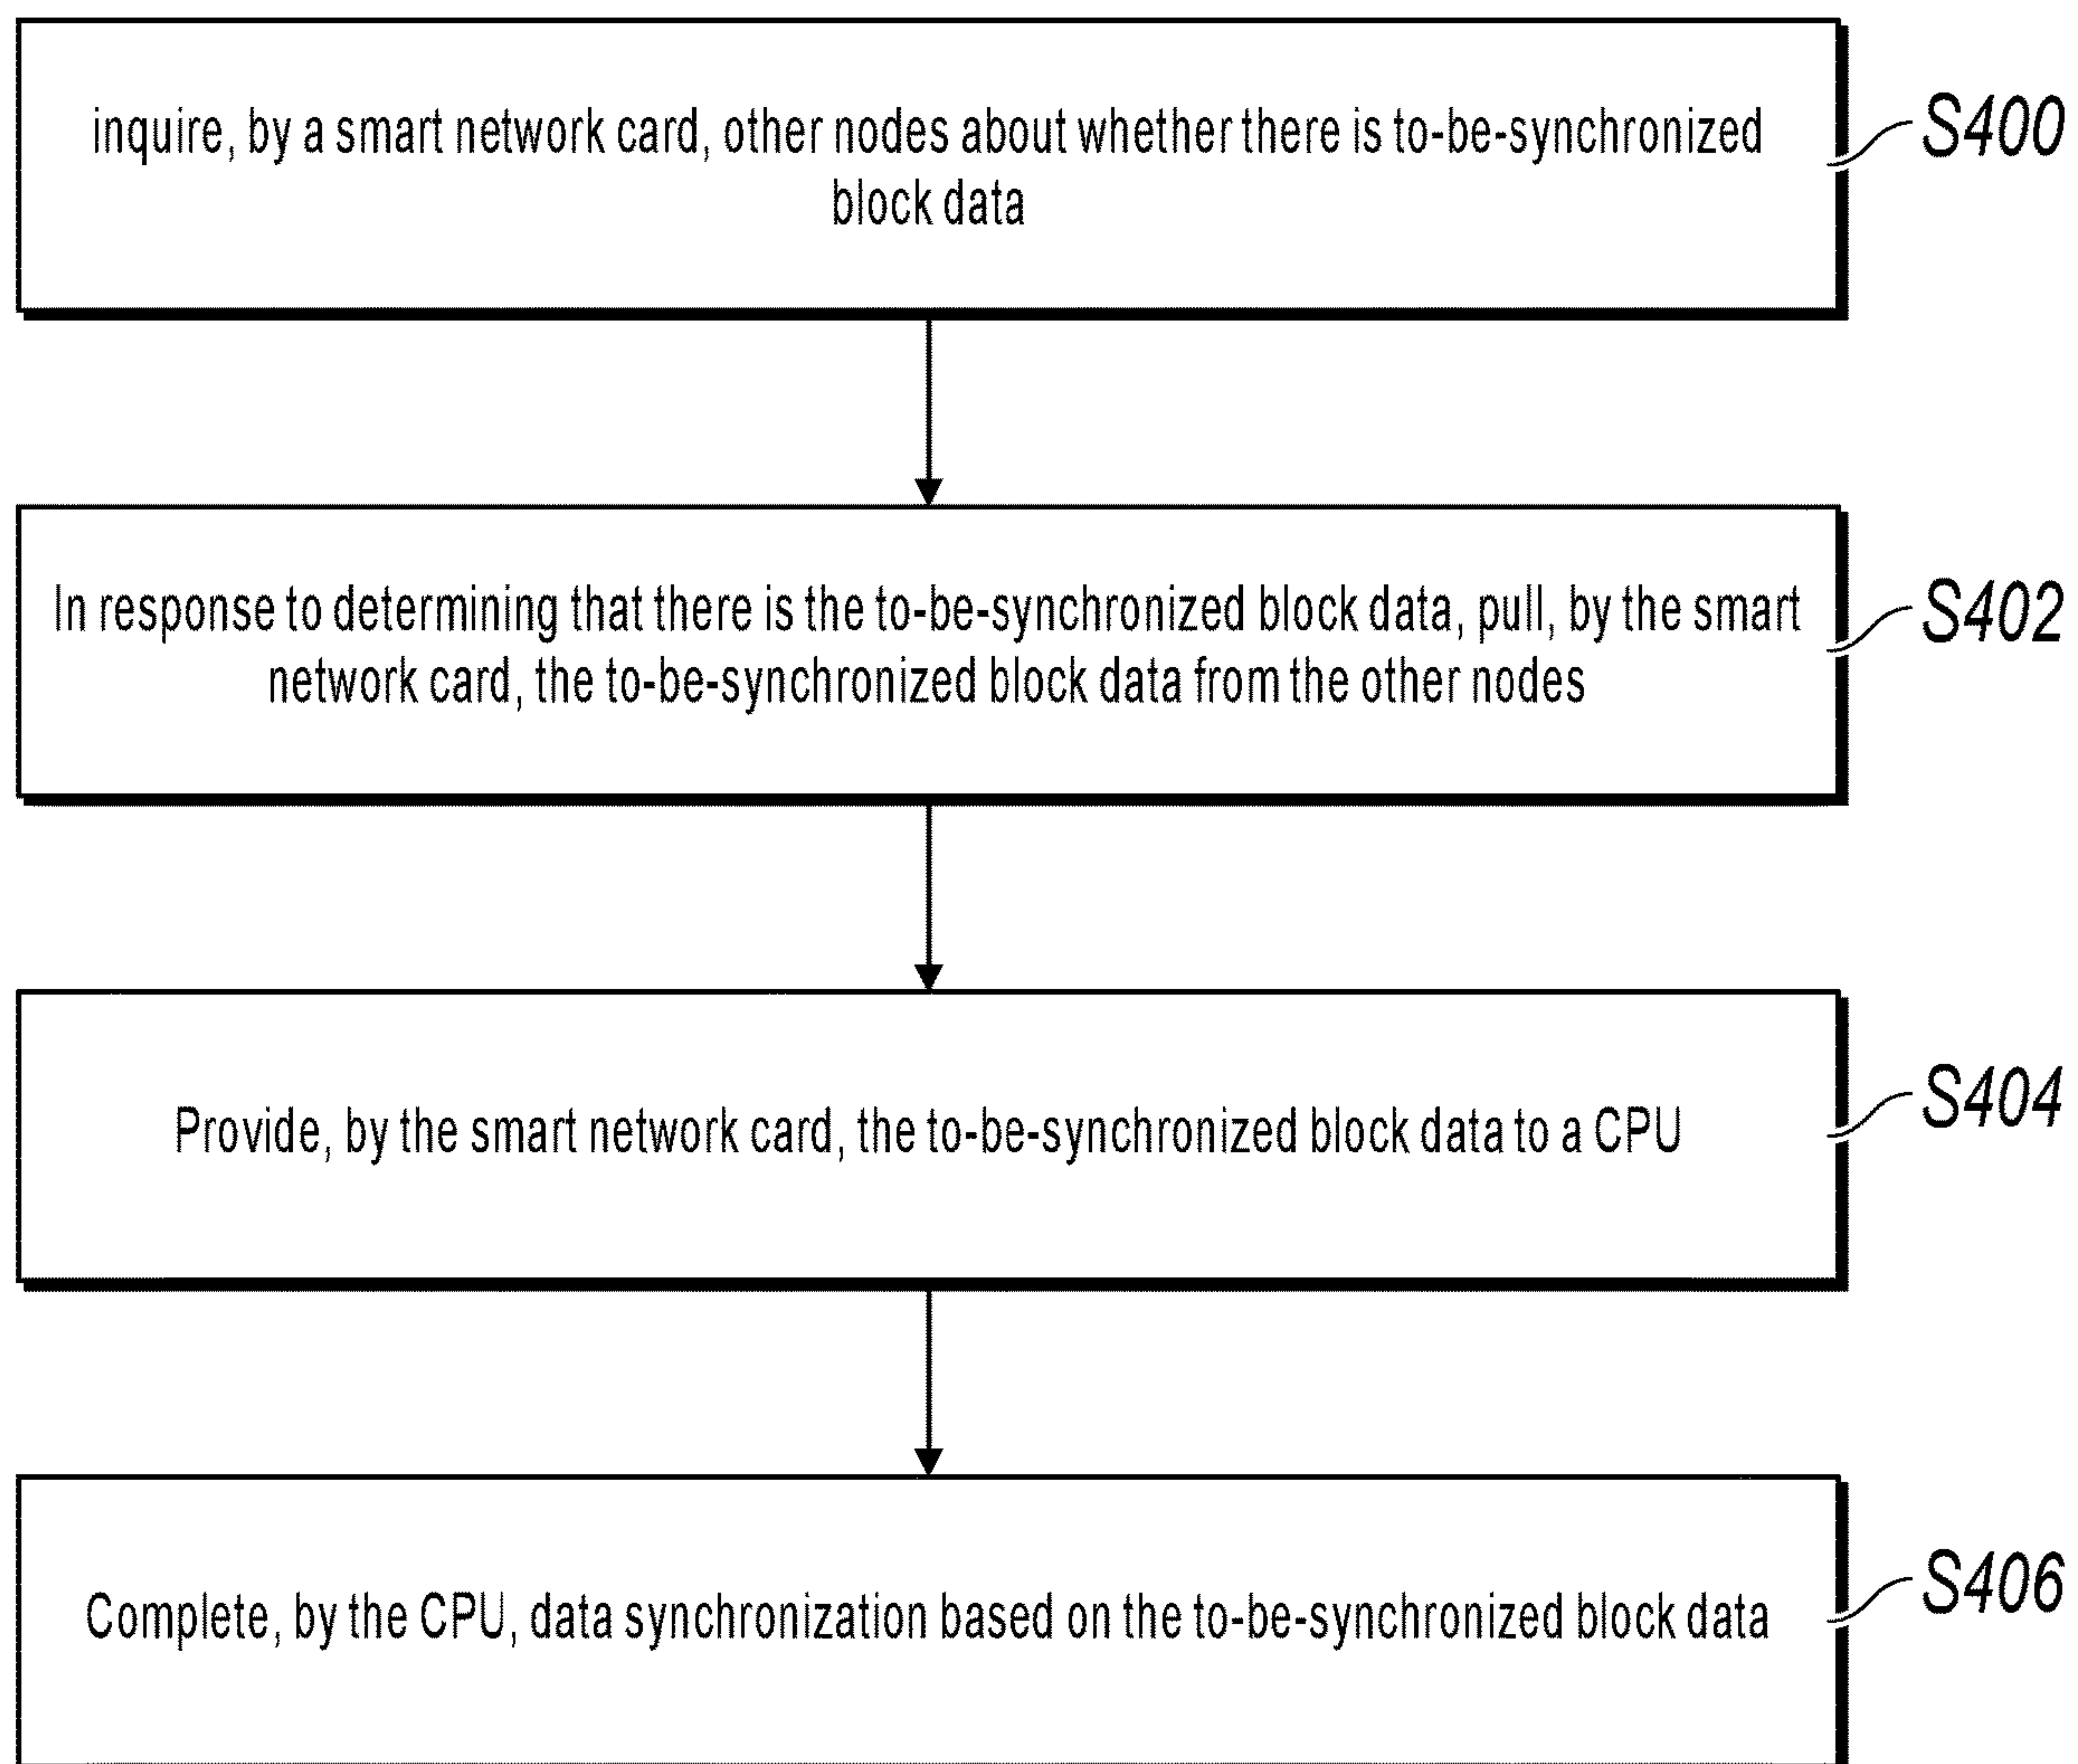 inquire, by a smart network card, other nodes about whether there is to-be-synchronized
block data
S400
In response to determining that there is the to-be-synchronized block data, pull, by the smart
network card, the to-be-synchronized block data from the other nodes
S402
Provide, by the smart network card, the to-be-synchronized block data to a CPU
S404
Complete, by the CPU, data synchronization based on the to-be-synchronized block data
S406